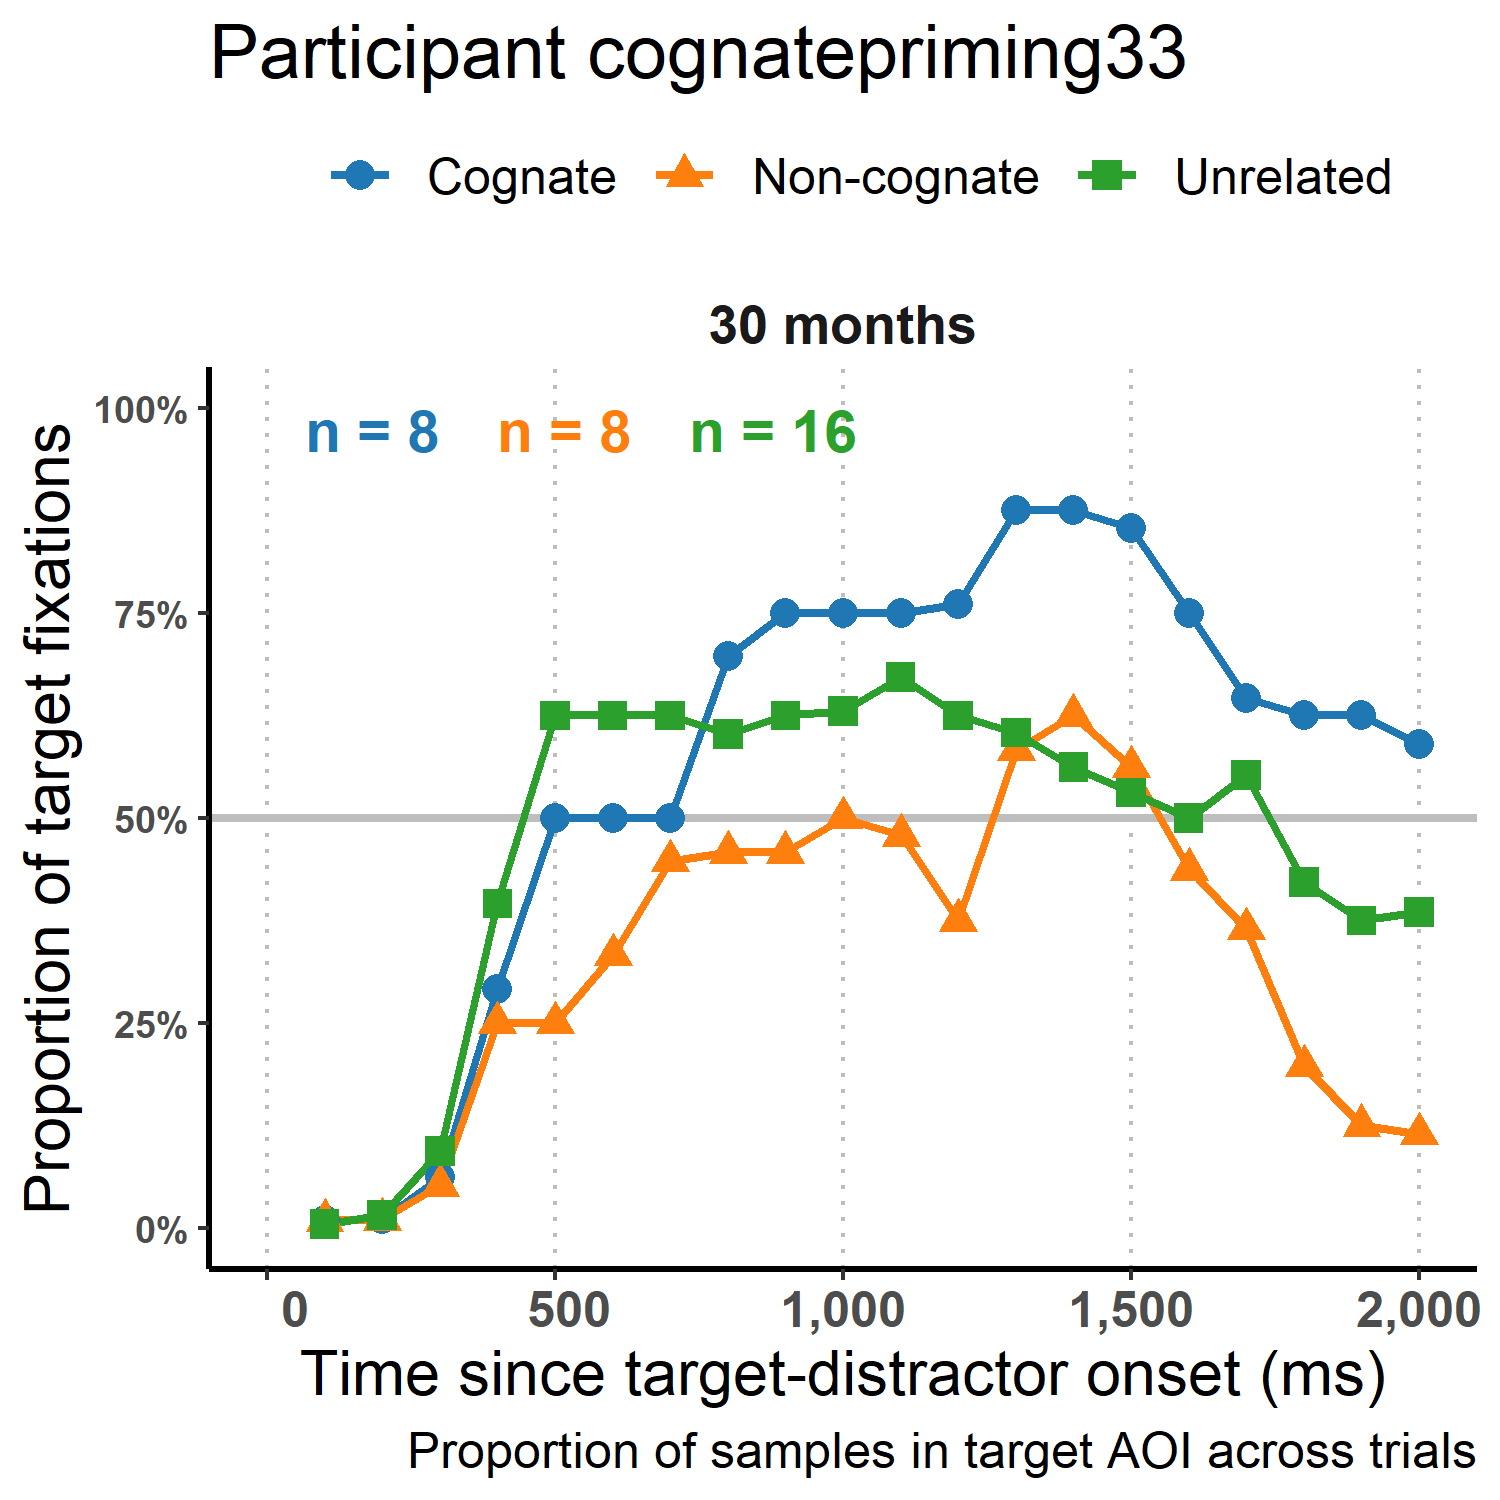 Participant cognatepriming33
Cognate Non-cognate Unrelated
30 months
n = 8 n = 8 n = 16
100%
75%
50%
25%
0%
Proportion of target fixations
0 500 1,000 1,500 2,000
Time since target-distractor onset (ms)
Proportion of samples in target AOI across trials